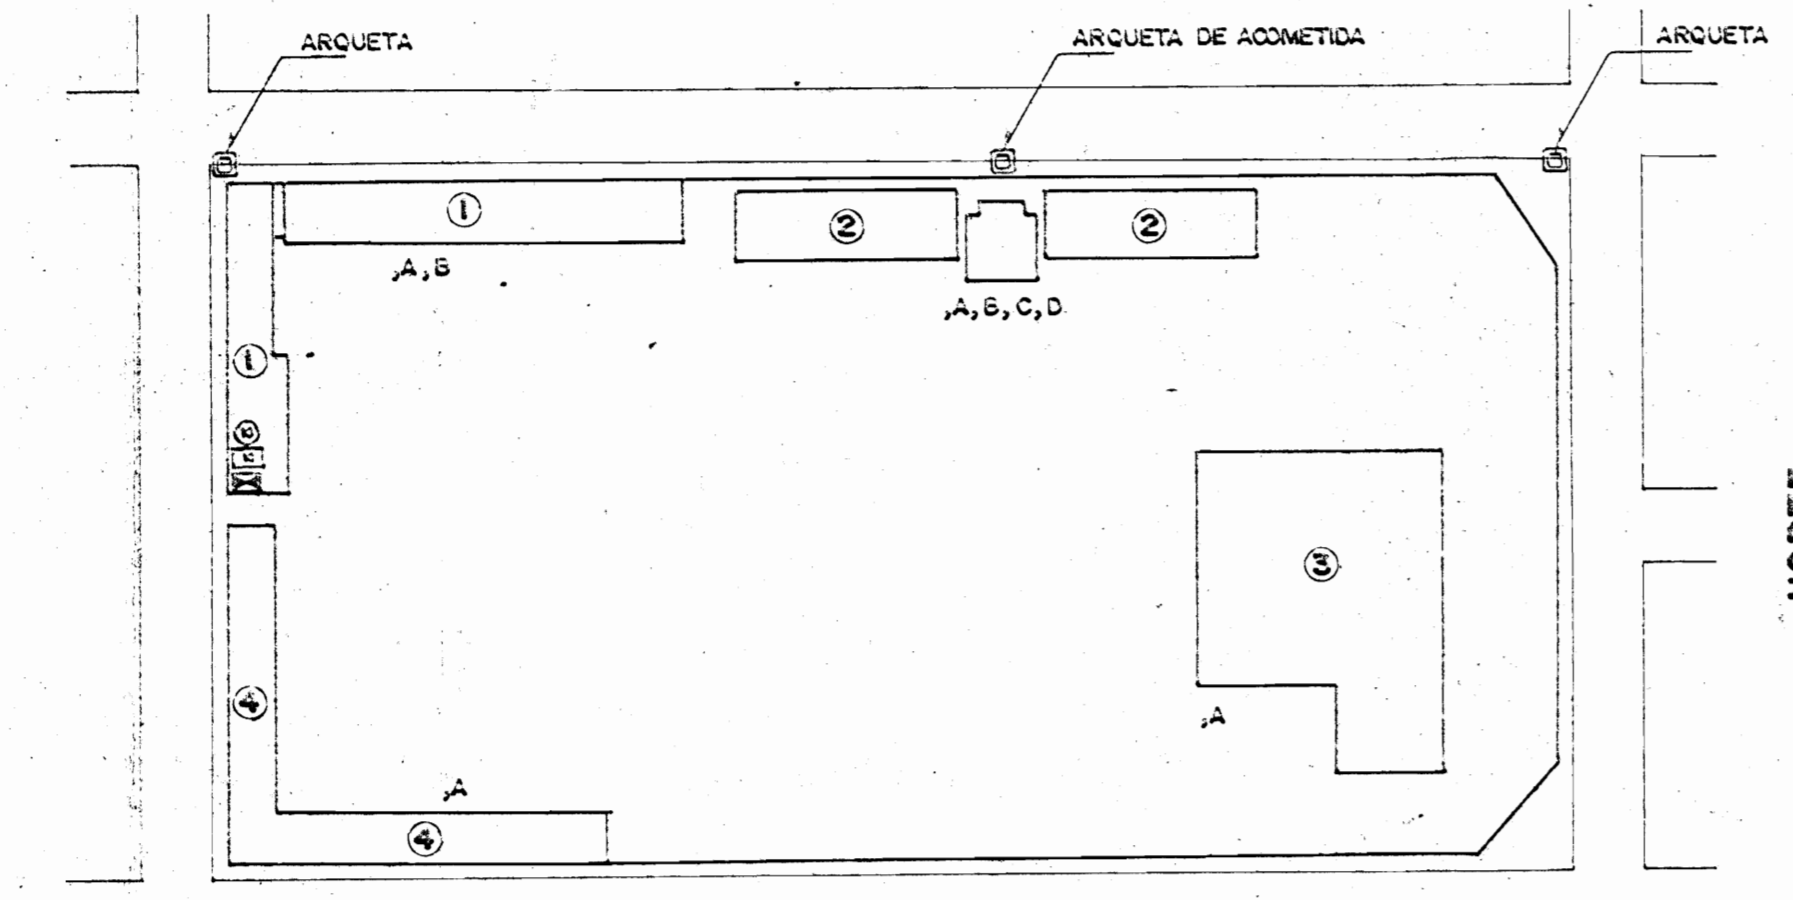 ARQUETA
ARQUETA DE ACOMETIDA
ARQUETA
1
2
2
,A,B
,A,B,C,D
1
3
4
,A
,A
4